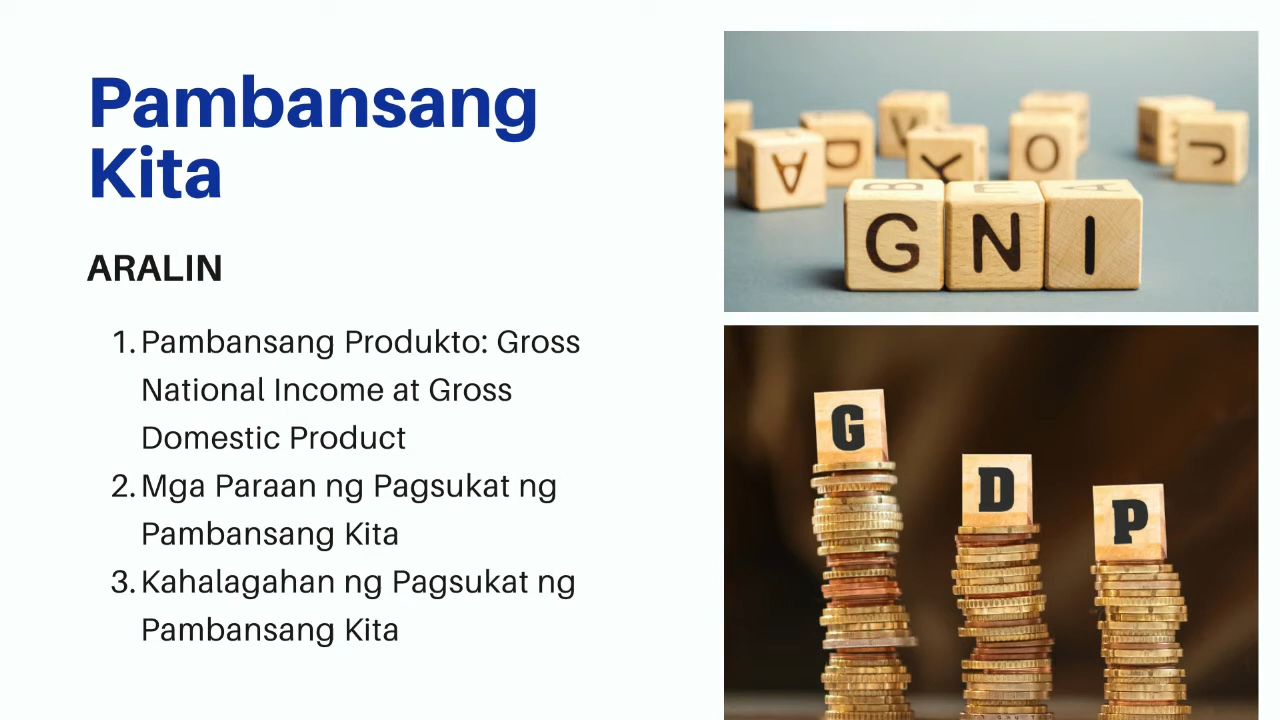 Pambansang
Kita
ARALIN
1. Pambansang Produkto: Gross
National Income at Gross
Domestic Product
2. Mga Paraan ng Pagsukat ng
Pambansang Kita
3. Kahalagahan ng Pagsukat ng
Pambansang Kita
A D V Y O J
B E A
G N I
G D P